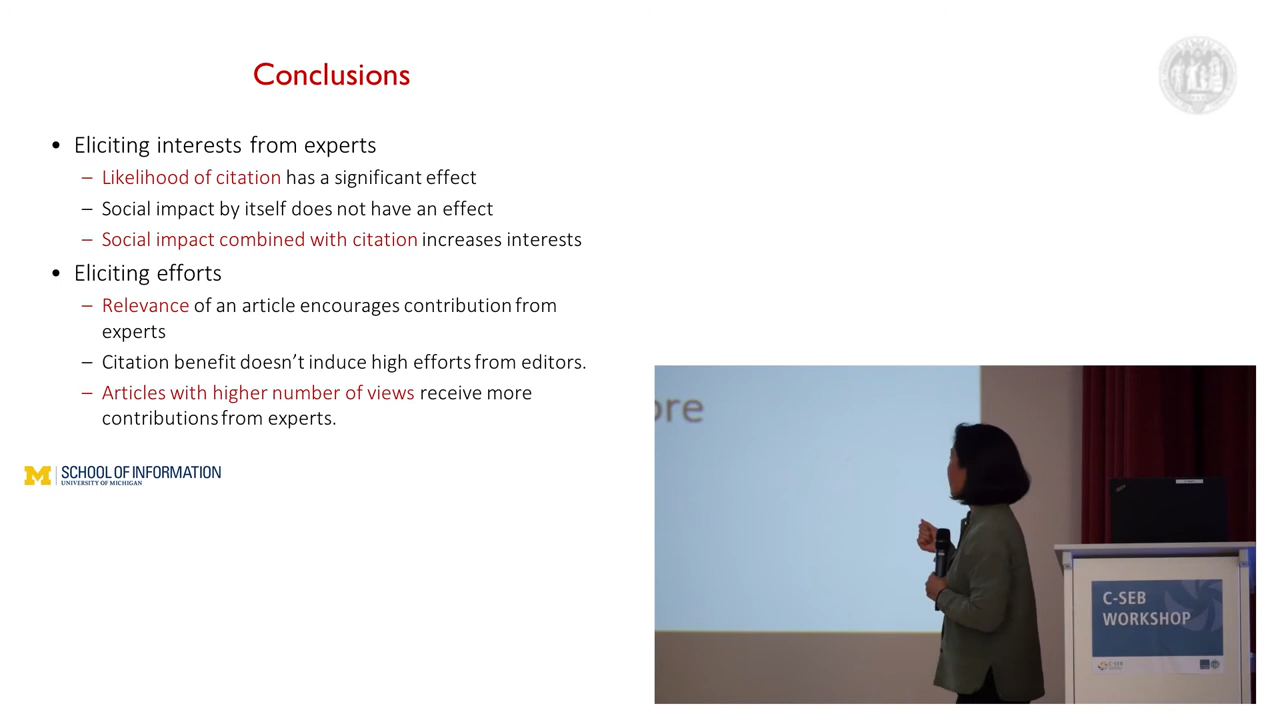 Conclusions
• Eliciting interests from experts
– Likelihood of citation has a significant effect
– Social impact by itself does not have an effect
– Social impact combined with citation increases interests
• Eliciting efforts
– Relevance of an article encourages contribution from
experts
– Citation benefit doesn’t induce high efforts from editors.
– Articles with higher number of views receive more
contributions from experts.
M SCHOOL OF INFORMATION
UNIVERSITY OF MICHIGAN
ore
C-SEB
WORKSHOP
C-SEB